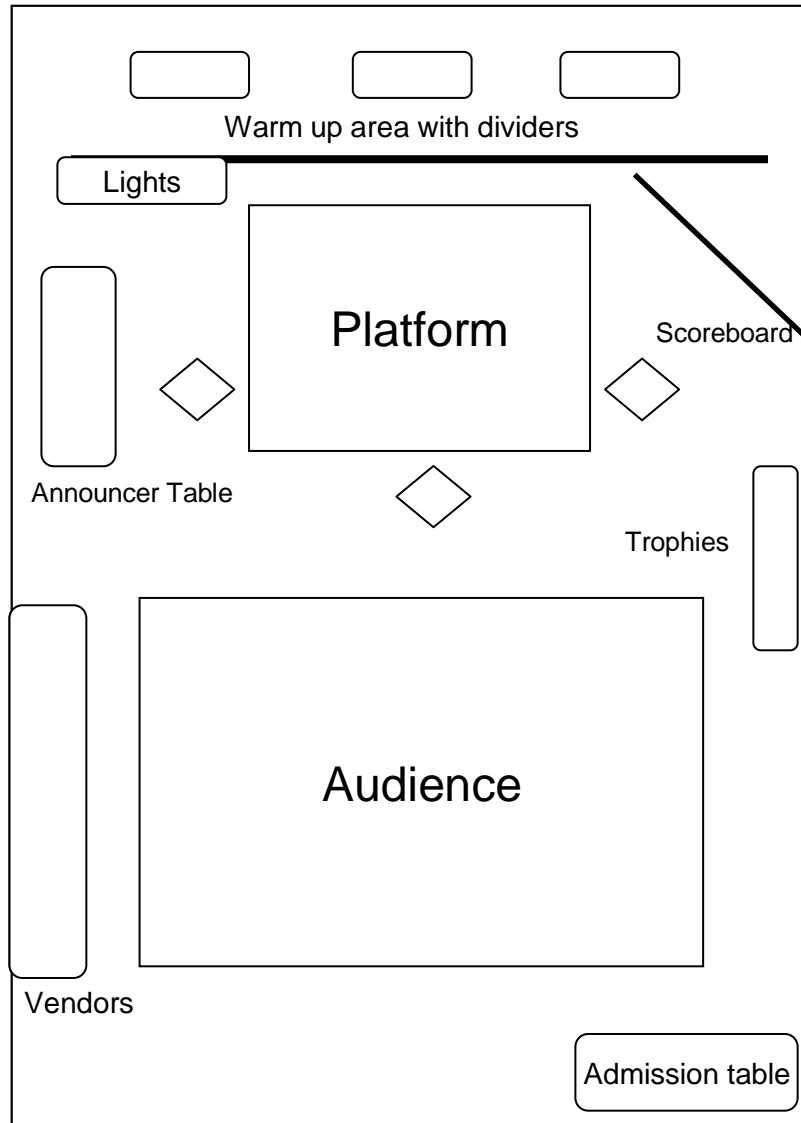 Warm up area with dividers
Lights
Platform
Scoreboard
Announcer Table
Trophies
Audience
Vendors
Admission table